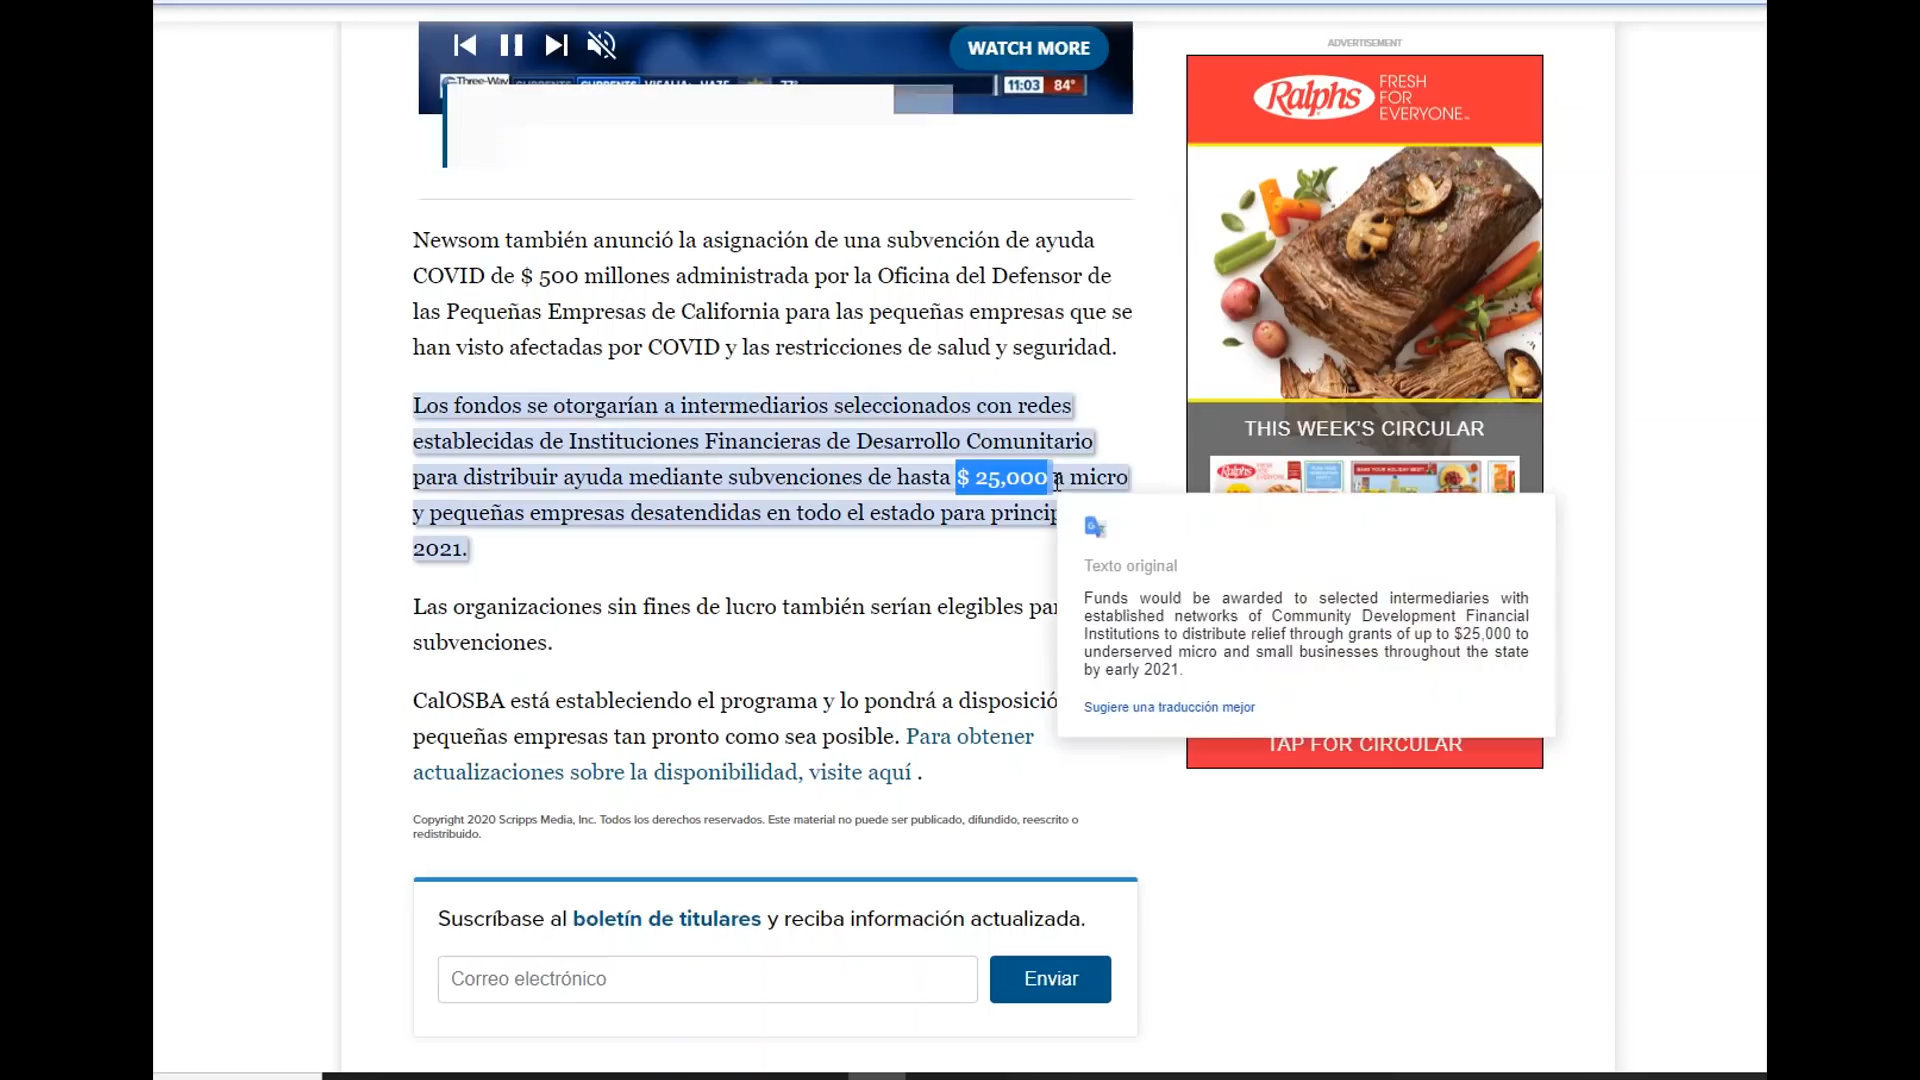 WATCH MORE
Three-Way
CURRENTS CURRENTS VISALIA: HAZE 77°
11:03 84°
Newsom también anunció la asignación de una subvención de ayuda
COVID de $ 500 millones administrada por la Oficina del Defensor de
las Pequeñas Empresas de California para las pequeñas empresas que se
han visto afectadas por COVID y las restricciones de salud y seguridad.
Los fondos se otorgarían a intermediarios seleccionados con redes
establecidas de Instituciones Financieras de Desarrollo Comunitario
para distribuir ayuda mediante subvenciones de hasta $ 25,000 a micro
y pequeñas empresas desatendidas en todo el estado para princip
2021.
Las organizaciones sin fines de lucro también serían elegibles par
subvenciones.
CalOSBA está estableciendo el programa y lo pondrá a disposició
pequeñas empresas tan pronto como sea posible. Para obtener
actualizaciones sobre la disponibilidad, visite aquí .
Copyright 2020 Scripps Media, Inc. Todos los derechos reservados. Este material no puede ser publicado, difundido, reescrito o
redistribuido.
Suscríbase al boletín de titulares y reciba información actualizada.
Correo electrónico
Enviar
ADVERTISEMENT
Ralphs
FRESH
FOR
EVERYONE™
THIS WEEK'S CIRCULAR
Ralphs
Texto original
Funds would be awarded to selected intermediaries with
established networks of Community Development Financial
Institutions to distribute relief through grants of up to $25,000 to
underserved micro and small businesses throughout the state
by early 2021.
Sugiere una traducción mejor
TAP FOR CIRCULAR